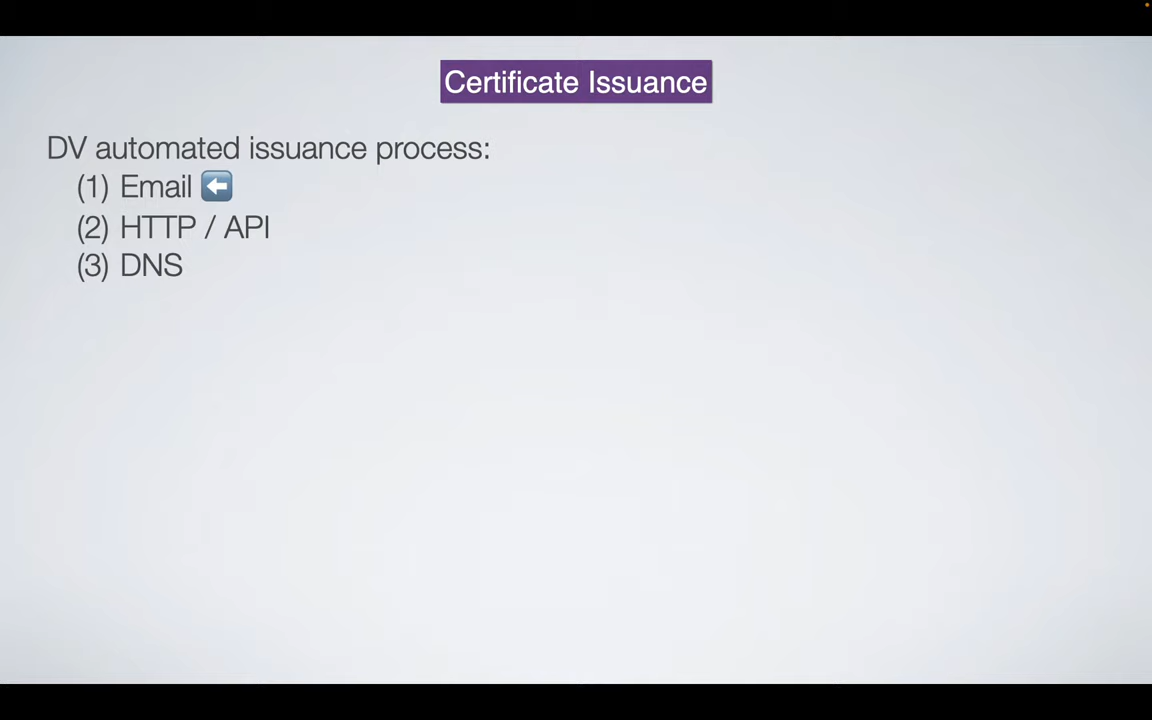 Certificate Issuance
DV automated issuance process:
(1) Email ⬅️
(2) HTTP / API
(3) DNS